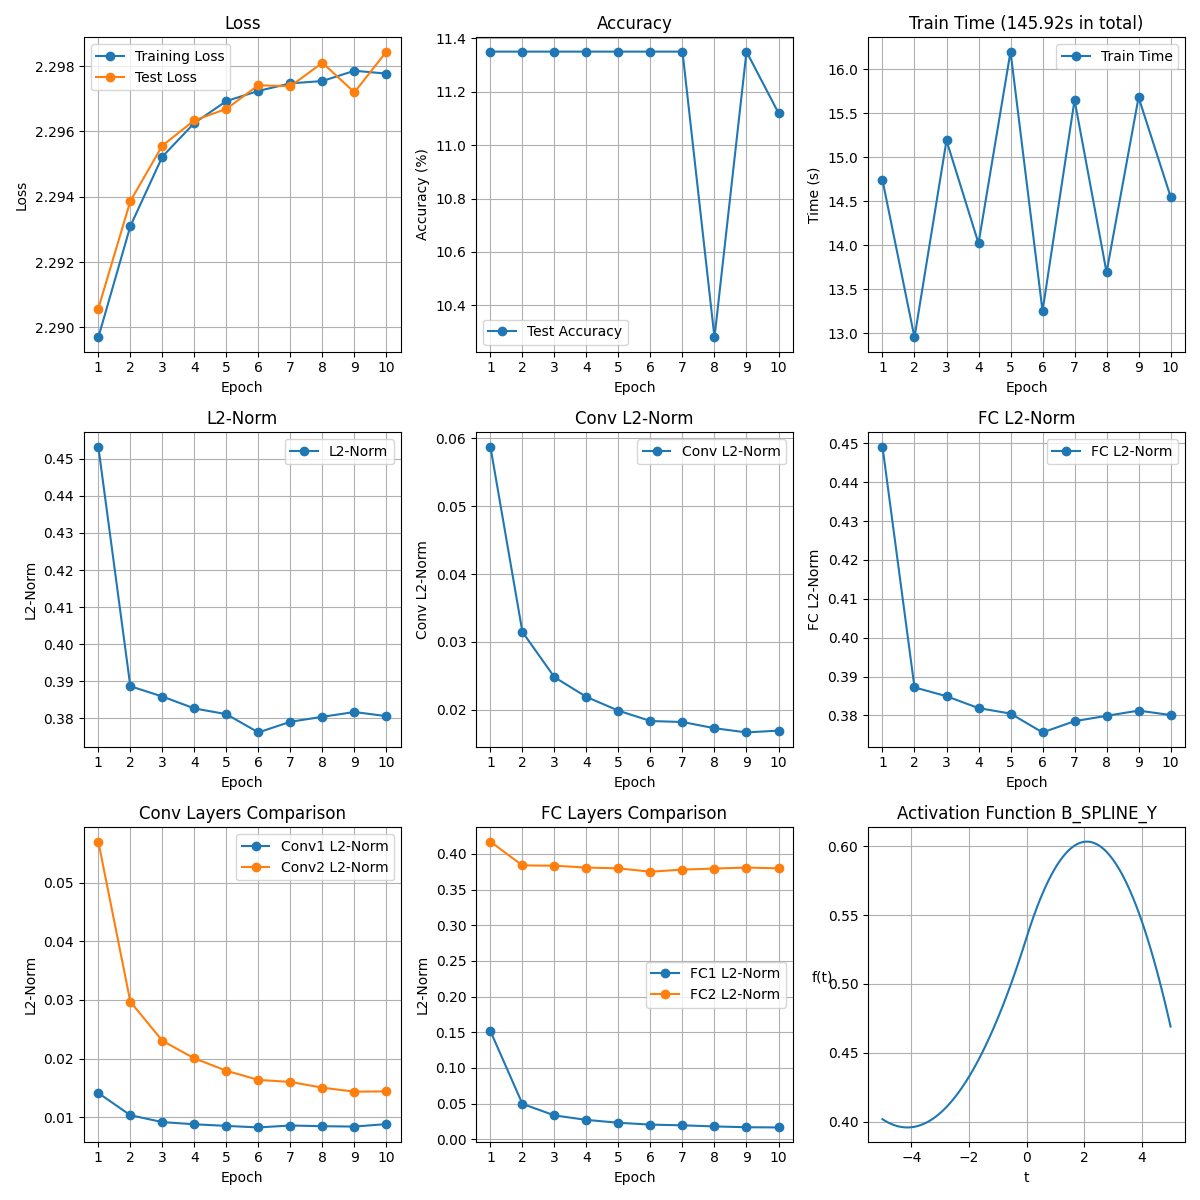 Loss
Training Loss
Test Loss
2.298
2.296
2.294
2.292
2.290
Loss
1 2 3 4 5 6 7 8 9 10
Epoch
Accuracy
11.4
11.2
11.0
10.8
10.6
10.4
Accuracy (%)
Test Accuracy
1 2 3 4 5 6 7 8 9 10
Epoch
Train Time (145.92s in total)
Train Time
16.0
15.5
15.0
14.5
14.0
13.5
13.0
Time (s)
1 2 3 4 5 6 7 8 9 10
Epoch
L2-Norm
L2-Norm
0.45
0.44
0.43
0.42
0.41
0.40
0.39
0.38
L2-Norm
1 2 3 4 5 6 7 8 9 10
Epoch
Conv L2-Norm
Conv L2-Norm
0.06
0.05
0.04
0.03
0.02
Conv L2-Norm
1 2 3 4 5 6 7 8 9 10
Epoch
FC L2-Norm
FC L2-Norm
0.45
0.44
0.43
0.42
0.41
0.40
0.39
0.38
FC L2-Norm
1 2 3 4 5 6 7 8 9 10
Epoch
Conv Layers Comparison
Conv1 L2-Norm
Conv2 L2-Norm
0.05
0.04
0.03
0.02
0.01
L2-Norm
1 2 3 4 5 6 7 8 9 10
Epoch
FC Layers Comparison
0.40
0.35
0.30
0.25
0.20
0.15
0.10
0.05
0.00
L2-Norm
FC1 L2-Norm
FC2 L2-Norm
1 2 3 4 5 6 7 8 9 10
Epoch
Activation Function B_SPLINE_Y
0.60
0.55
0.50
0.45
0.40
f(t)
−4 −2 0 2 4
t